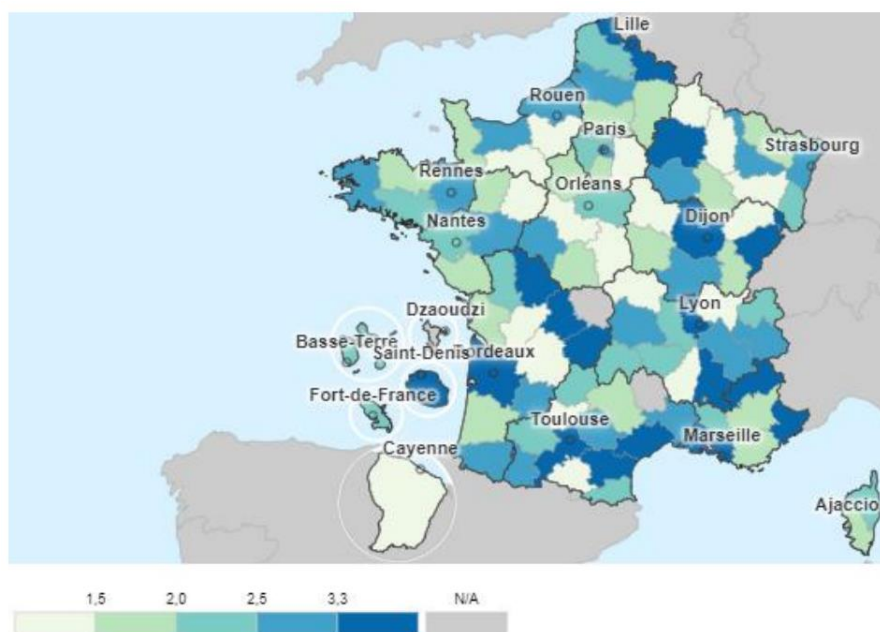 Lille
Rouen
Paris
Strasbourg
Rennes
Orléans
Nantes
Dijon
Dzaoudzi
Lyon
Basse-Terre
Saint-Denis
ordeaux
Fort-de-France
Toulouse
Marseille
Cayenne
Ajaccio
1,5 2,0 2,5 3,3 N/A